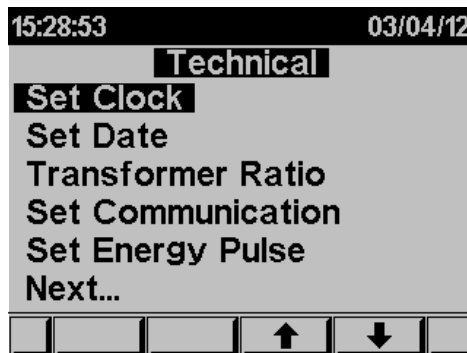 15:28:53 03/04/12
Technical
Set Clock
Set Date
Transformer Ratio
Set Communication
Set Energy Pulse
Next...